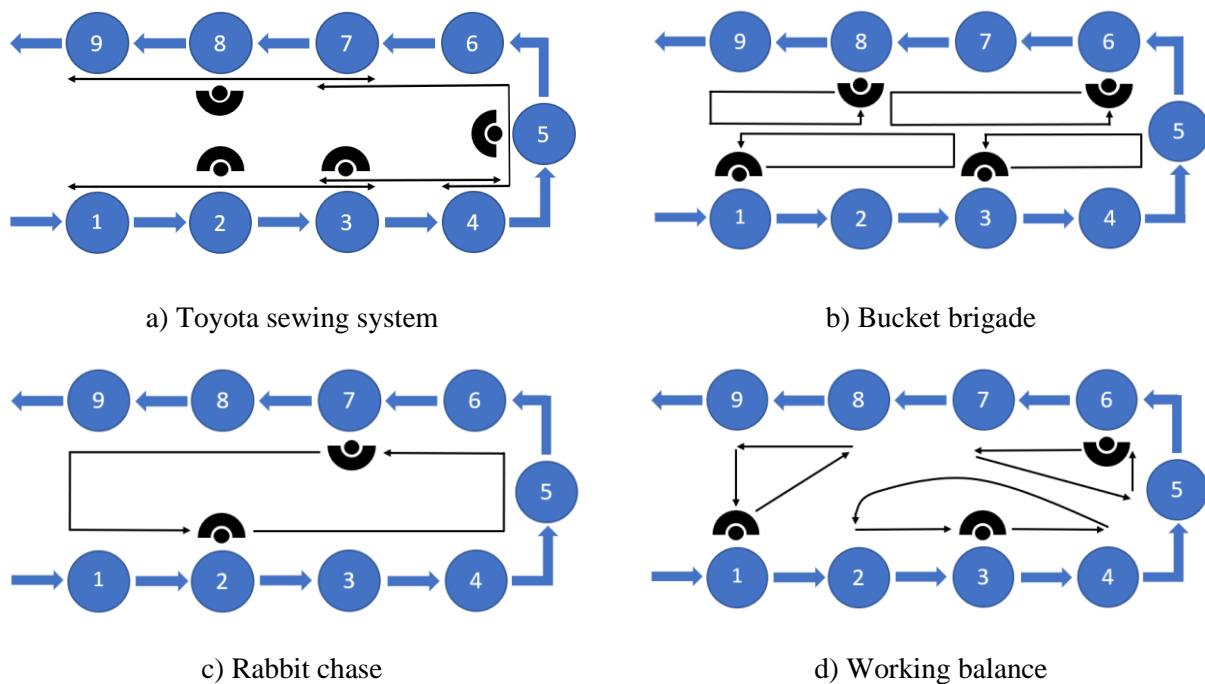 9 8 7 6
5
1 2 3 4
a) Toyota sewing system
9 8 7 6
5
1 2 3 4
b) Bucket brigade
9 8 7 6
5
1 2 3 4
c) Rabbit chase
9 8 7 6
5
1 2 3 4
d) Working balance